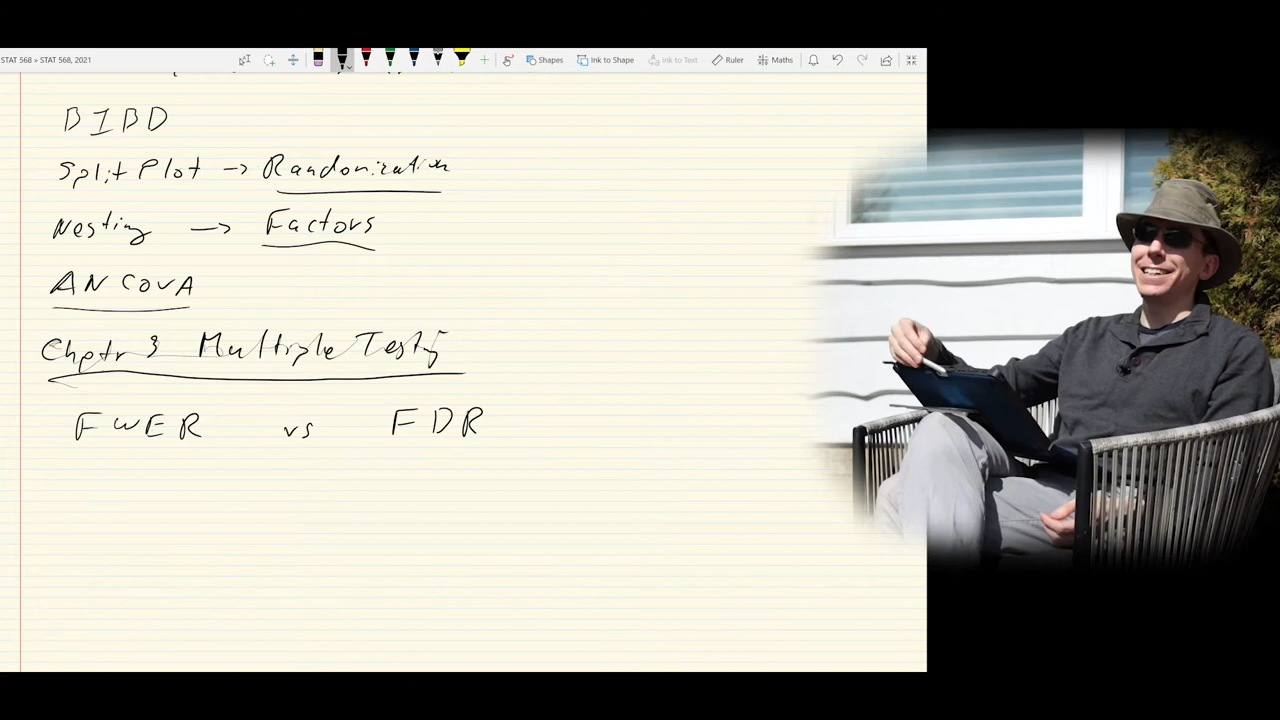 STAT 568 » STAT 568, 2021
Shapes Ink to Shape Ink to Text Ruler Maths
BIBD
Split Plot → Randomization
Nesting → Factors
ANCOVA
Chptr 3 Multiple Testing
FWER vs FDR